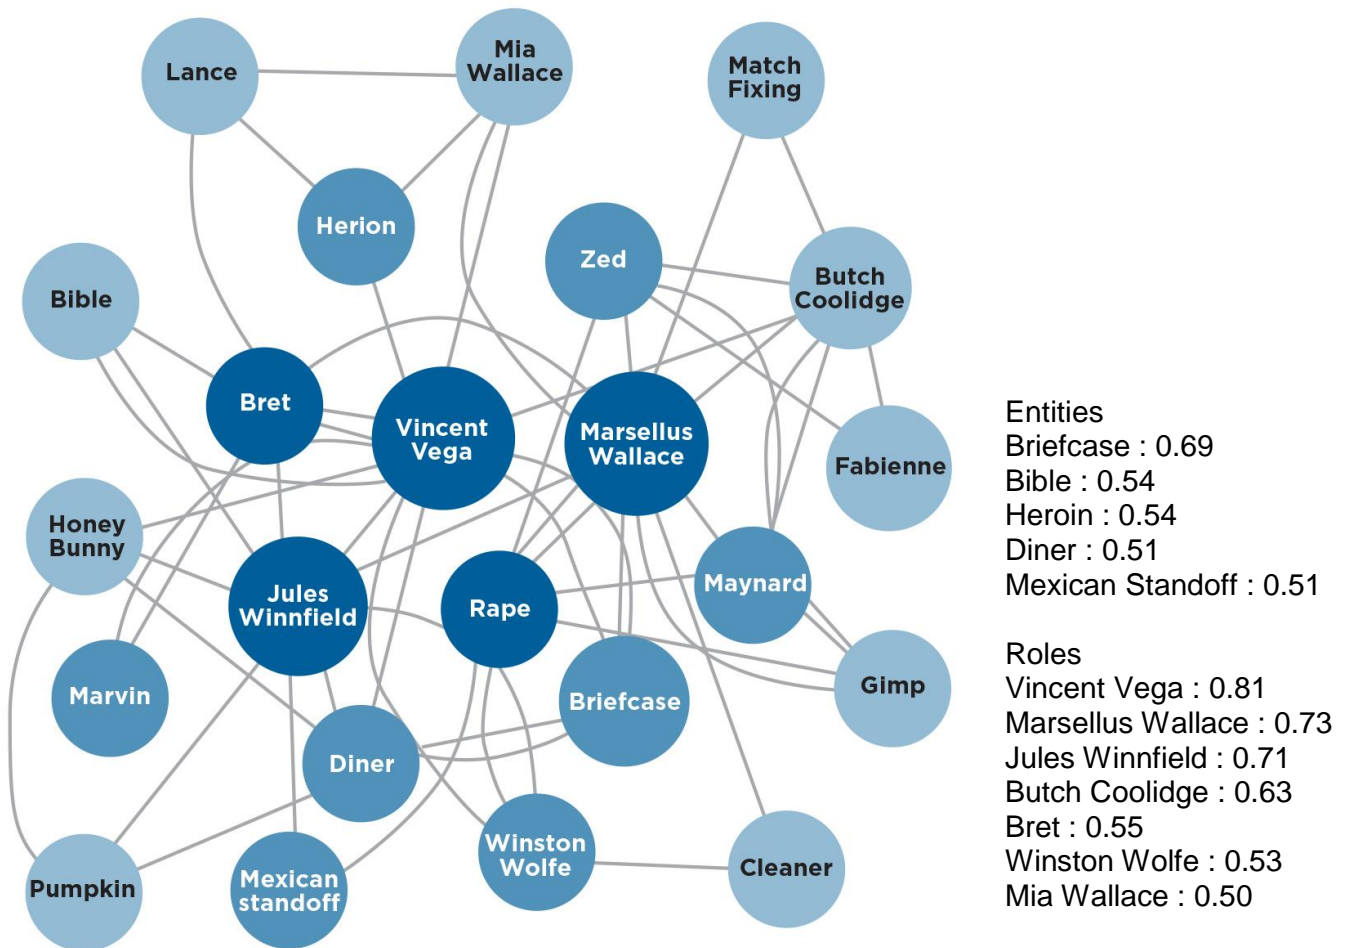 Lance
Mia
Wallace
Match
Fixing
Herion
Zed
Butch
Coolidge
Bible
Bret
Vincent
Vega
Marsellus
Wallace
Fabienne
Honey
Bunny
Jules
Winnfield
Rape
Maynard
Marvin
Briefcase
Gimp
Diner
Pumpkin
Mexican
standoff
Winston
Wolfe
Cleaner
Entities
Briefcase : 0.69
Bible : 0.54
Heroin : 0.54
Diner : 0.51
Mexican Standoff : 0.51
Roles
Vincent Vega : 0.81
Marsellus Wallace : 0.73
Jules Winnfield : 0.71
Butch Coolidge : 0.63
Bret : 0.55
Winston Wolfe : 0.53
Mia Wallace : 0.50